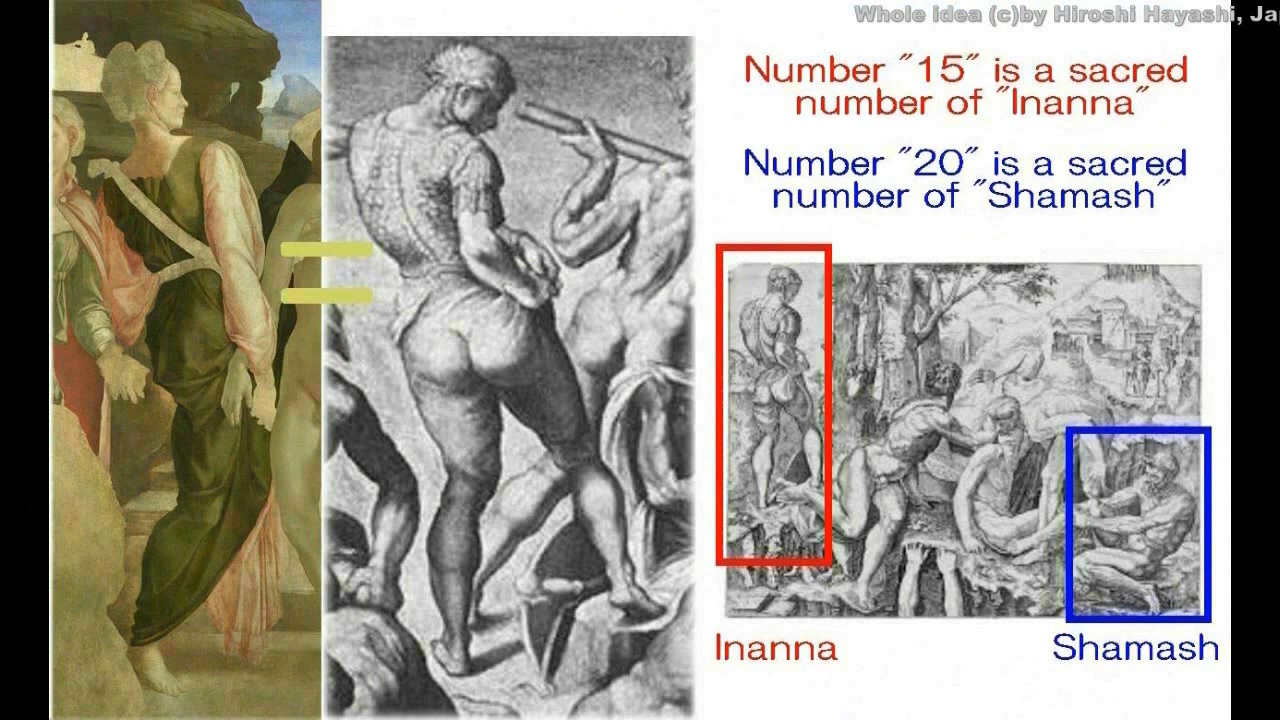 Whole idea (c)by Hiroshi Hayashi, Ja
Number "15" is a sacred
number of "Inanna"
Number "20" is a sacred
number of "Shamash"
Inanna
Shamash